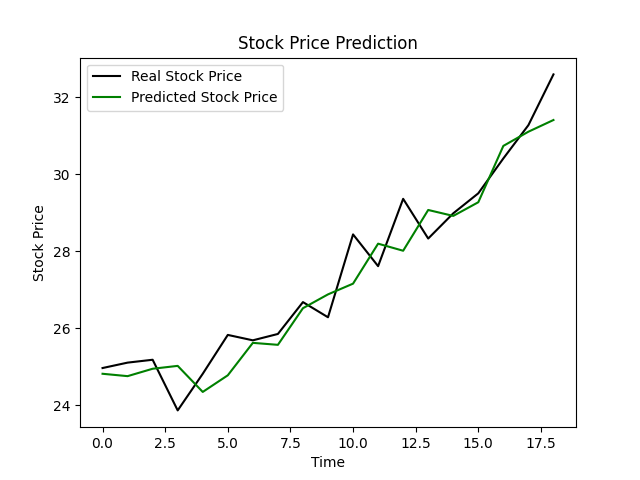 Stock Price Prediction
Real Stock Price
Predicted Stock Price
Stock Price
32
30
28
26
24
0.0 2.5 5.0 7.5 10.0 12.5 15.0 17.5
Time